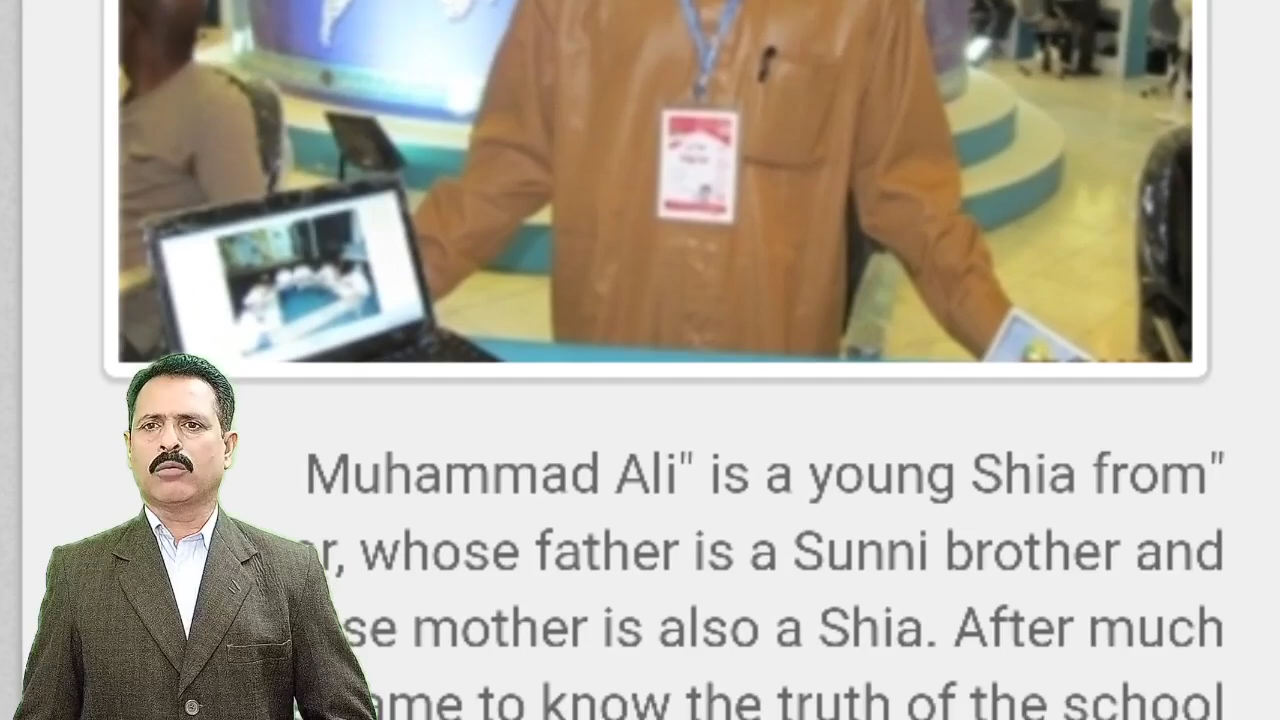 Muhammad Ali" is a young Shia from"
r, whose father is a Sunni brother and
se mother is also a Shia. After much
ame to know the truth of the school